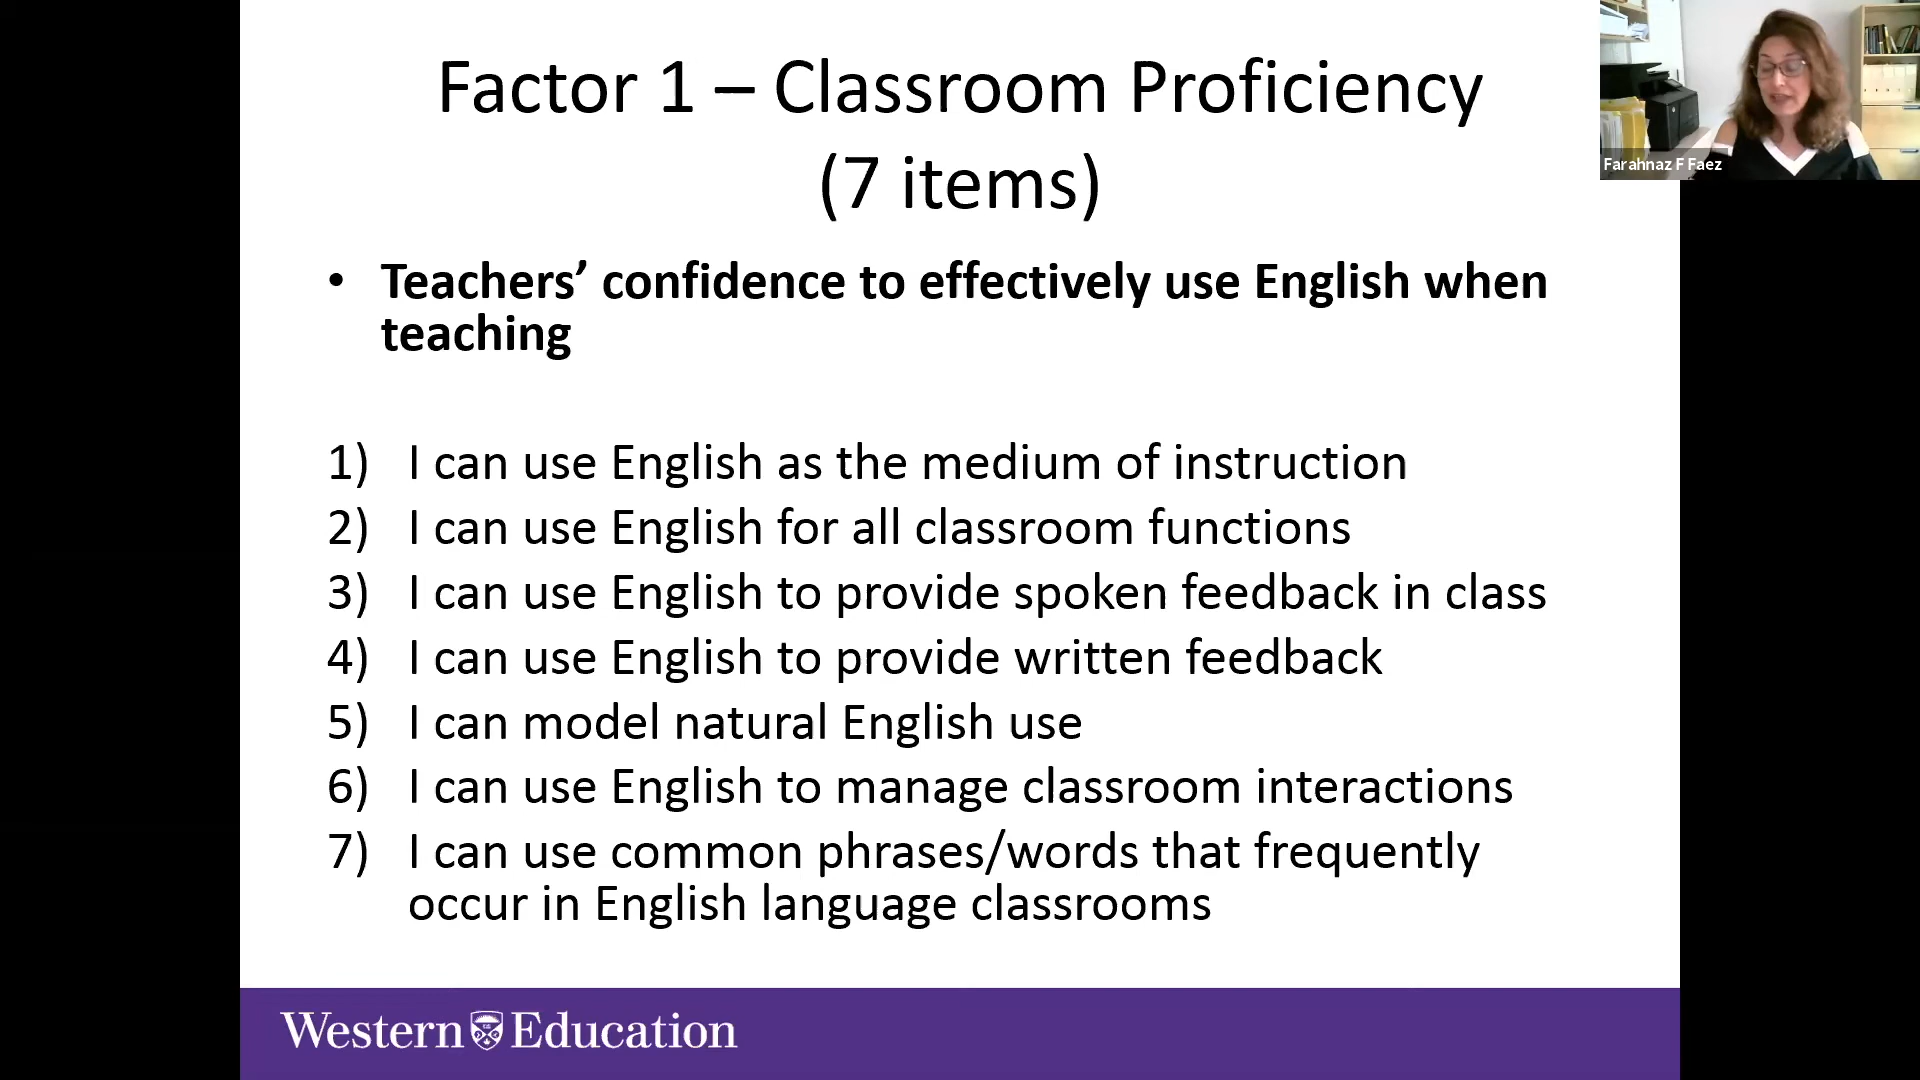 Factor 1 – Classroom Proficiency
(7 items)
• Teachers’ confidence to effectively use English when
teaching
1) I can use English as the medium of instruction
2) I can use English for all classroom functions
3) I can use English to provide spoken feedback in class
4) I can use English to provide written feedback
5) I can model natural English use
6) I can use English to manage classroom interactions
7) I can use common phrases/words that frequently
occur in English language classrooms
Western Education
Farahnaz F Faez